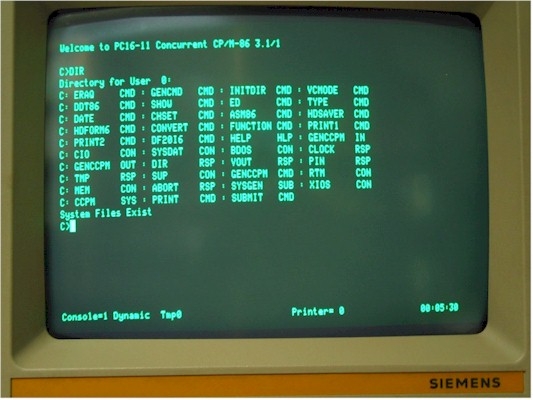 Welcome to PC16-11 Concurrent CP/M-86 3.1/1
C>DIR
Directory for User 0:
C: ERAQ CMD : GENCMD CMD : INITDIR CMD : VCMODE CMD
C: DDT86 CMD : SHOW CMD : ED CMD : TYPE CMD
C: DATE CMD : CHSET CMD : ASM86 CMD : HDSAVER CMD
C: HDFORM6 CMD : CONVERT CMD : FUNCTION CMD : PRINT1 CMD
C: PRINT2 CMD : DF2816 CMD : HELP HLP : GENCCPM IN
C: CIO CON : SYSDAT CON : BDOS CON : CLOCK RSP
C: GENCCPM OUT : DIR RSP : VOUT RSP : PIN RSP
C: TMP RSP : SUP CON : GENCCPM CMD : RTM CON
C: MEM CON : ABORT RSP : SYSGEN SUB : XIOS CON
C: CCPM SYS : PRINT CMD : SUBMIT CMD
System Files Exist
C>
Console=1 Dynamic Tmp0 Printer= 0 00:05:30
SIEMENS